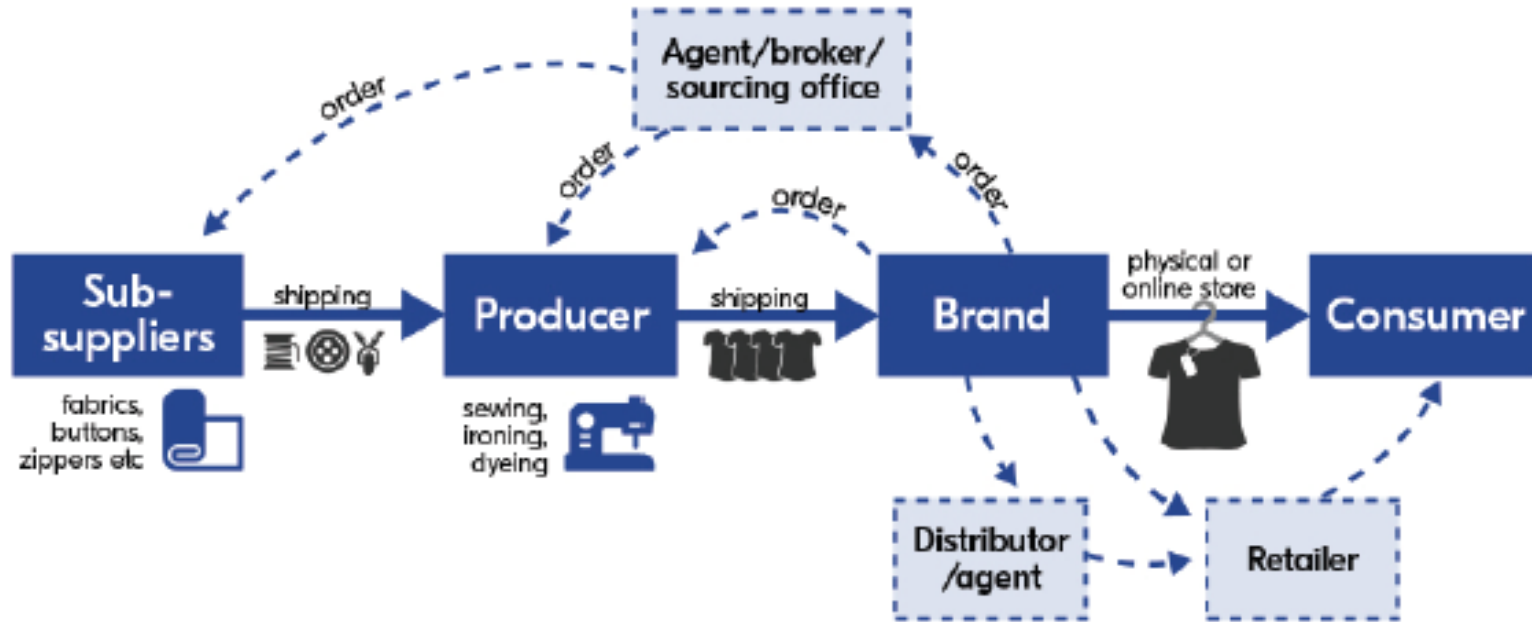 Agent/broker/
sourcing office
order
order
order
order
Sub-
suppliers
shipping
Producer
shipping
Brand
physical or
online store
Consumer
fabrics,
buttons,
zippers etc
sewing,
ironing,
dyeing
Distributor
/agent
Retailer